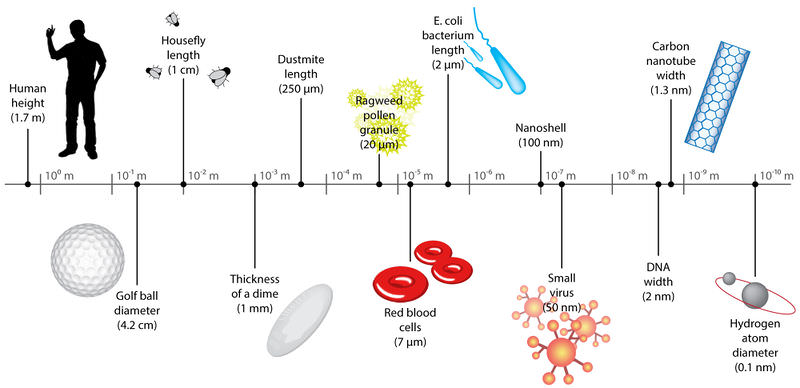 Human
height
(1.7 m)
Housefly
length
(1 cm)
Dustmite
length
(250 μm)
Ragweed
pollen
granule
(20 μm)
E. coli
bacterium
length
(2 μm)
Nanoshell
(100 nm)
Carbon
nanotube
width
(1.3 nm)
10⁰ m
10⁻¹ m
10⁻² m
10⁻³ m
10⁻⁴ m
10⁻⁵ m
10⁻⁶ m
10⁻⁷ m
10⁻⁸ m
10⁻⁹ m
10⁻¹⁰ m
Golf ball
diameter
(4.2 cm)
Thickness
of a dime
(1 mm)
Red blood
cells
(7 μm)
Small
virus
(50 nm)
DNA
width
(2 nm)
Hydrogen
atom
diameter
(0.1 nm)